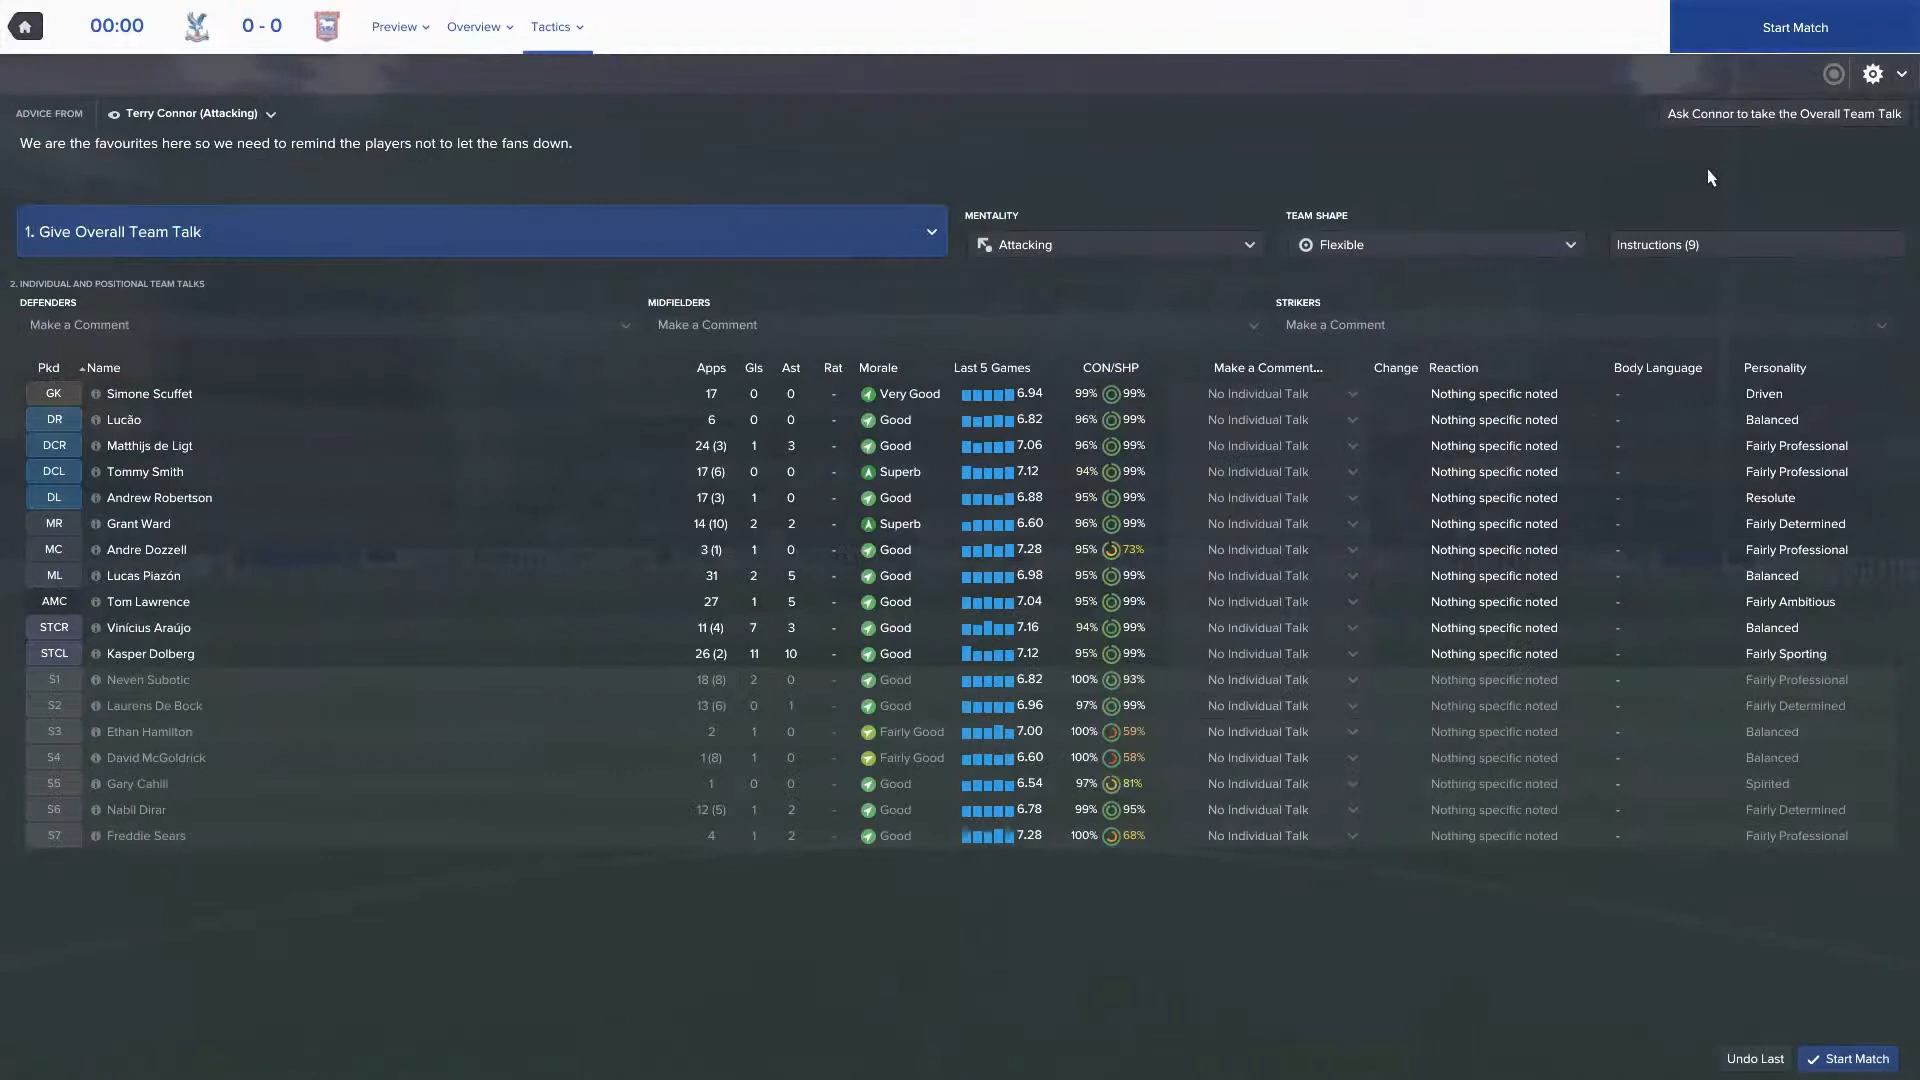 00:00 0 - 0 Preview Overview Tactics Start Match
ADVICE FROM Terry Connor (Attacking) Ask Connor to take the Overall Team Talk
We are the favourites here so we need to remind the players not to let the fans down.
MENTALITY TEAM SHAPE
1. Give Overall Team Talk Attacking Flexible Instructions (9)
2. INDIVIDUAL AND POSITIONAL TEAM TALKS
DEFENDERS MIDFIELDERS STRIKERS
Make a Comment Make a Comment Make a Comment
Pkd Name Apps Gls Ast Rat Morale Last 5 Games CON/SHP Make a Comment... Change Reaction Body Language Personality
GK Simone Scuffet 17 0 0 - Very Good 6.94 99% 99% No Individual Talk Nothing specific noted - Driven
DR Lucão 6 0 0 - Good 6.82 96% 99% No Individual Talk Nothing specific noted - Balanced
DCR Matthijs de Ligt 24 (3) 1 3 - Good 7.06 96% 99% No Individual Talk Nothing specific noted - Fairly Professional
DCL Tommy Smith 17 (6) 0 0 - Superb 7.12 94% 99% No Individual Talk Nothing specific noted - Fairly Professional
DL Andrew Robertson 17 (3) 1 0 - Good 6.88 95% 99% No Individual Talk Nothing specific noted - Resolute
MR Grant Ward 14 (10) 2 2 - Superb 6.60 96% 99% No Individual Talk Nothing specific noted - Fairly Determined
MC Andre Dozzell 3 (1) 1 0 - Good 7.28 95% 73% No Individual Talk Nothing specific noted - Fairly Professional
ML Lucas Piazón 31 2 5 - Good 6.98 95% 99% No Individual Talk Nothing specific noted - Balanced
AMC Tom Lawrence 27 1 5 - Good 7.04 95% 99% No Individual Talk Nothing specific noted - Fairly Ambitious
STCR Vinícius Araújo 11 (4) 7 3 - Good 7.16 94% 99% No Individual Talk Nothing specific noted - Balanced
STCL Kasper Dolberg 26 (2) 11 10 - Good 7.12 95% 99% No Individual Talk Nothing specific noted - Fairly Sporting
S1 Neven Subotic 18 (8) 2 0 - Good 6.82 100% 93% No Individual Talk Nothing specific noted - Fairly Professional
S2 Laurens De Bock 13 (6) 0 1 - Good 6.96 97% 99% No Individual Talk Nothing specific noted - Fairly Determined
S3 Ethan Hamilton 2 1 0 - Fairly Good 7.00 100% 59% No Individual Talk Nothing specific noted - Balanced
S4 David McGoldrick 1 (8) 1 0 - Fairly Good 6.60 100% 58% No Individual Talk Nothing specific noted - Balanced
S5 Gary Cahill 1 0 0 - Good 6.54 97% 81% No Individual Talk Nothing specific noted - Spirited
S6 Nabil Dirar 12 (5) 1 2 - Good 6.78 99% 95% No Individual Talk Nothing specific noted - Fairly Determined
S7 Freddie Sears 4 1 2 - Good 7.28 100% 68% No Individual Talk Nothing specific noted - Fairly Professional
Undo Last Start Match